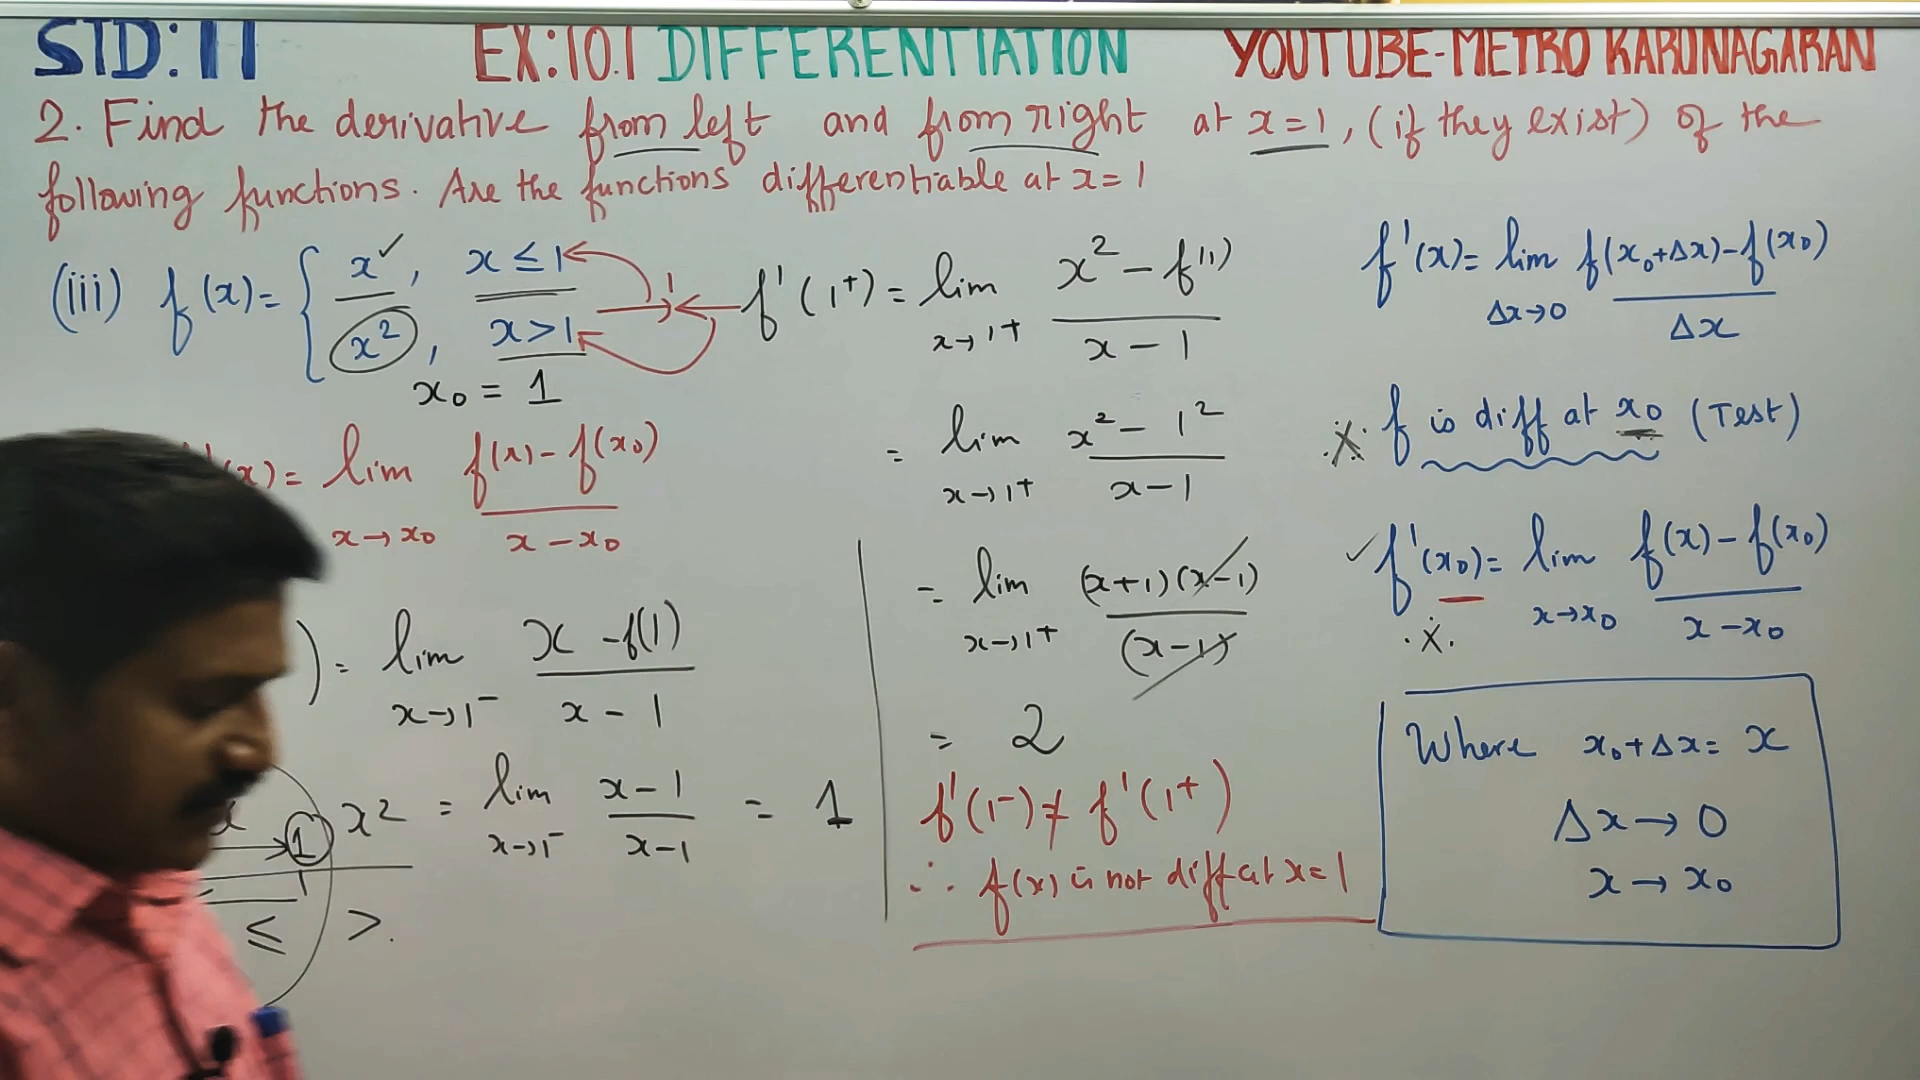 STD: 11 EX: 10.1 DIFFERENTIATION YOUTUBE-METRO KARUNAGARAN
2. Find the derivative from left and from right at x=1, (if they exist) of the
following functions. Are the functions differentiable at x=1
(iii) f(x)= { x ✓, x≤1
x², x>1
x₀ = 1
1
(x)= lim f(x)-f(x₀)
x→x₀ x-x₀
)= lim x-f(1)
x→1⁻ x-1
x 1 x² = lim x-1 = 1
x→1⁻ x-1
1
≤ >.
f'(1⁺)= lim x²-f(1)
x→1⁺ x-1
= lim x²-1²
x→1⁺ x-1
= lim (x+1)(x-1)
x→1⁺ (x-1)
= 2
f'(1⁻)≠ f'(1⁺)
∴ f(x) is not diff at x=1
f'(x)= lim f(x₀+Δx)-f(x₀)
Δx→0 Δx
※ f is diff at x₀ (Test)
✓ f'(x₀)= lim f(x)-f(x₀)
x→x₀ x-x₀
Where x₀+Δx= x
Δx→0
x→x₀